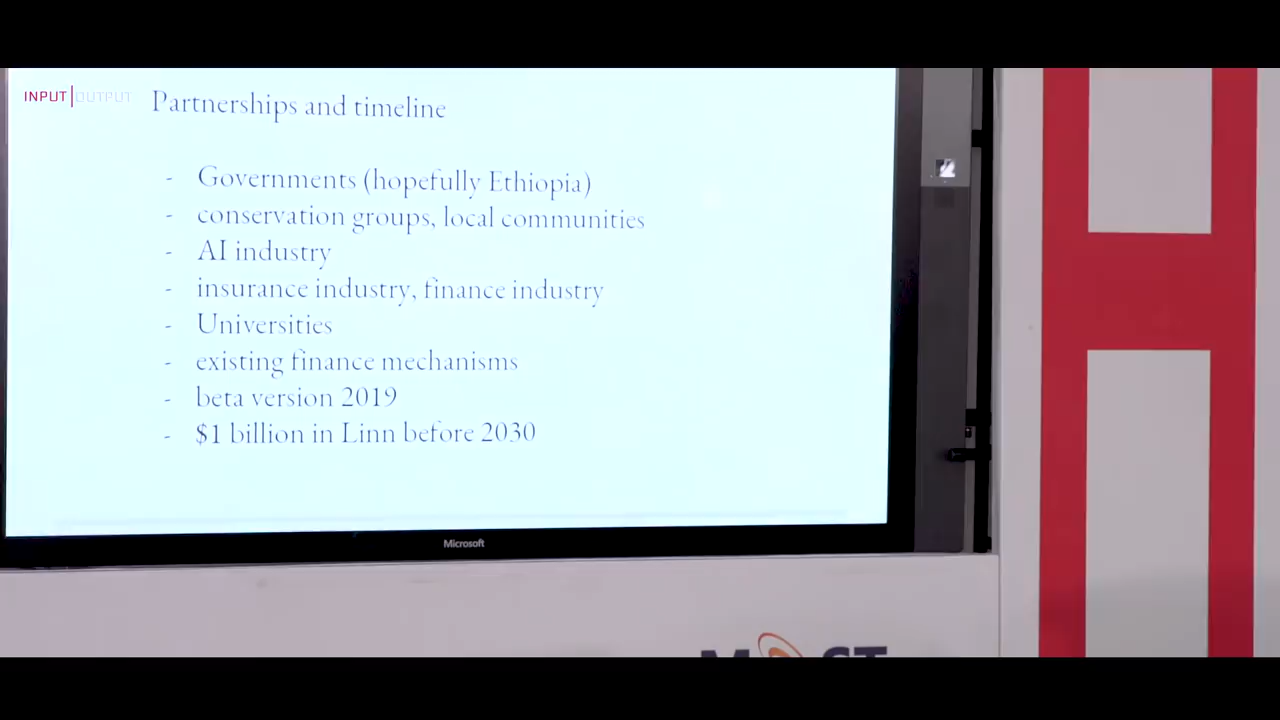 INPUT|OUTPUT
Partnerships and timeline
- Governments (hopefully Ethiopia)
- conservation groups, local communities
- AI industry
- insurance industry, finance industry
- Universities
- existing finance mechanisms
- beta version 2019
- $1 billion in Linn before 2030
Microsoft